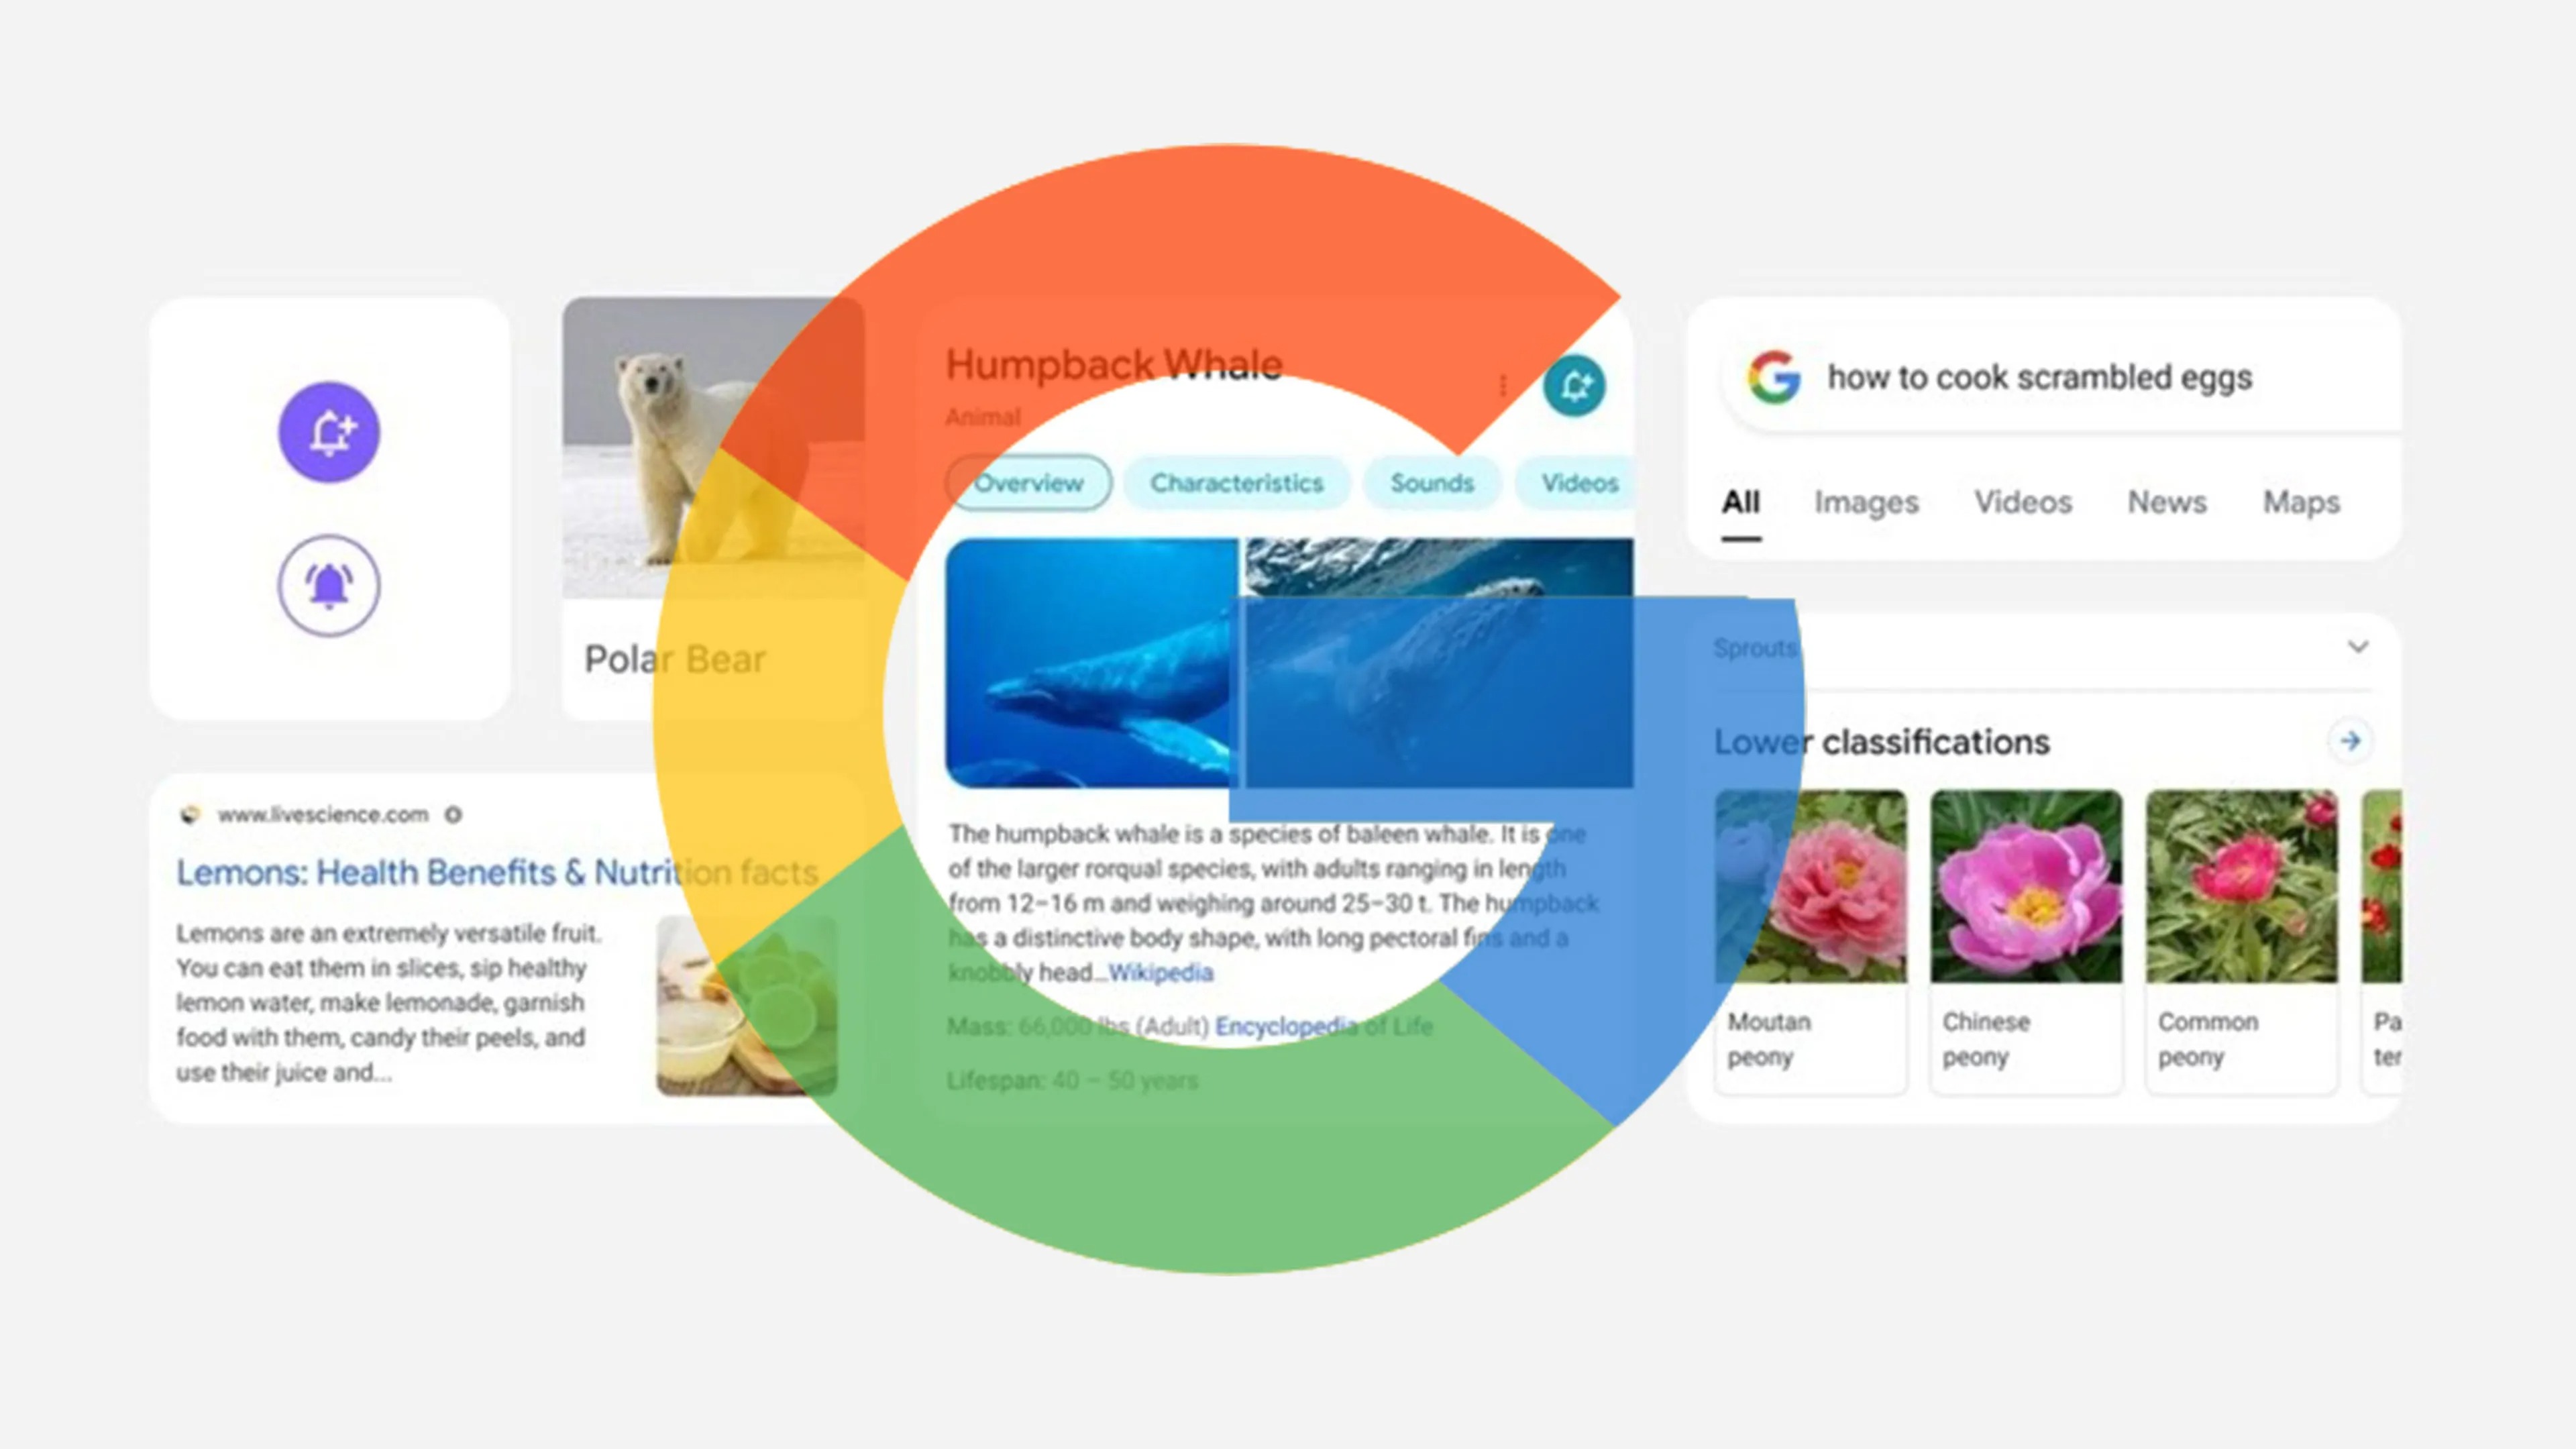 Polar Bear
www.livescience.com
Lemons: Health Benefits & Nutrition facts
Lemons are an extremely versatile fruit.
You can eat them in slices, sip healthy
lemon water, make lemonade, garnish
food with them, candy their peels, and
use their juice and...
Humpback Whale
Animal
Overview Characteristics Sounds Videos
The humpback whale is a species of baleen whale. It is one
of the larger rorqual species, with adults ranging in length
from 12–16 m and weighing around 25–30 t. The humpback
has a distinctive body shape, with long pectoral fins and a
knobbly head...Wikipedia
Mass: 66,000 lbs (Adult) Encyclopedia of Life
Lifespan: 40 – 50 years
G how to cook scrambled eggs
All Images Videos News Maps
Sprouts
Lower classifications
Moutan
peony
Chinese
peony
Common
peony
Pa
ter